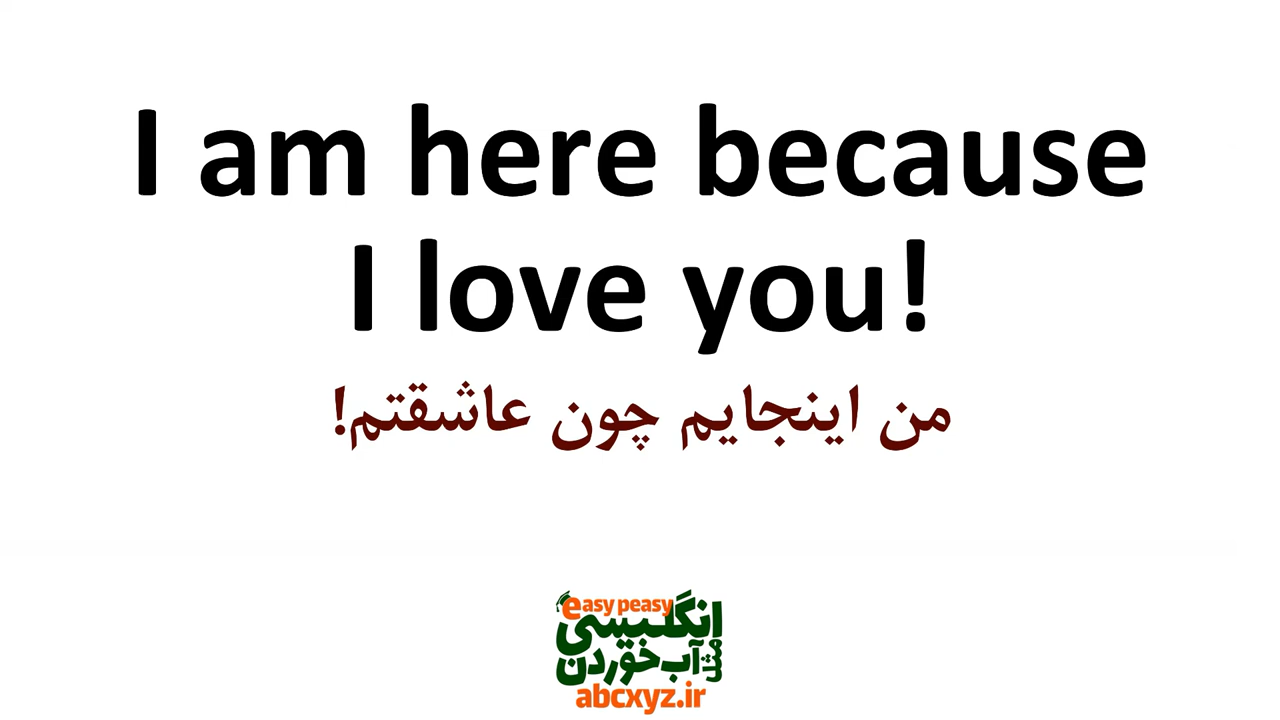 I am here because
I love you!
من اینجایم چون عاشقتم!
easy peasy
انگلیسی
مثل آب خوردن
abcxyz.ir